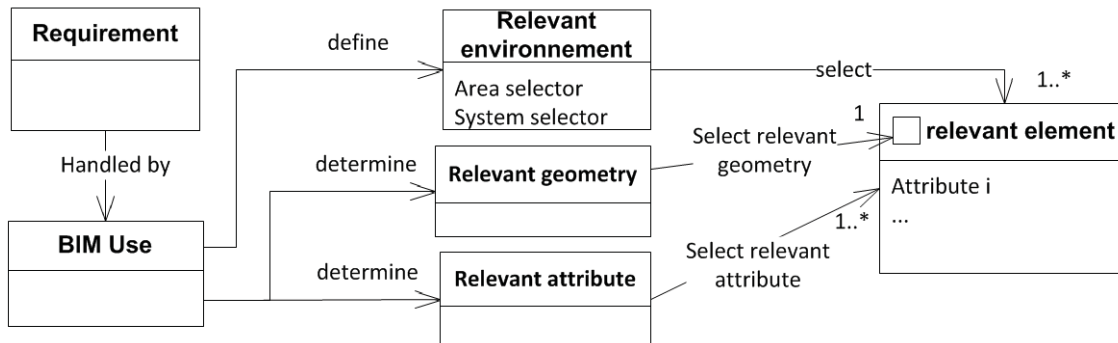 Requirement
Handled by
BIM Use
define
determine
determine
Relevant
environnement
Area selector
System selector
Relevant geometry
Relevant attribute
select
1..*
Select relevant
geometry
1
Select relevant
attribute
1..*
relevant element
Attribute i
...